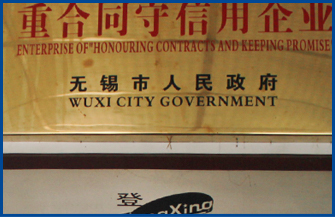 重合同守信用企业
ENTERPRISE OF"HONOURING CONTRACTS AND KEEPING PROMISE
无锡市人民政府
WUXI CITY GOVERNMENT
登